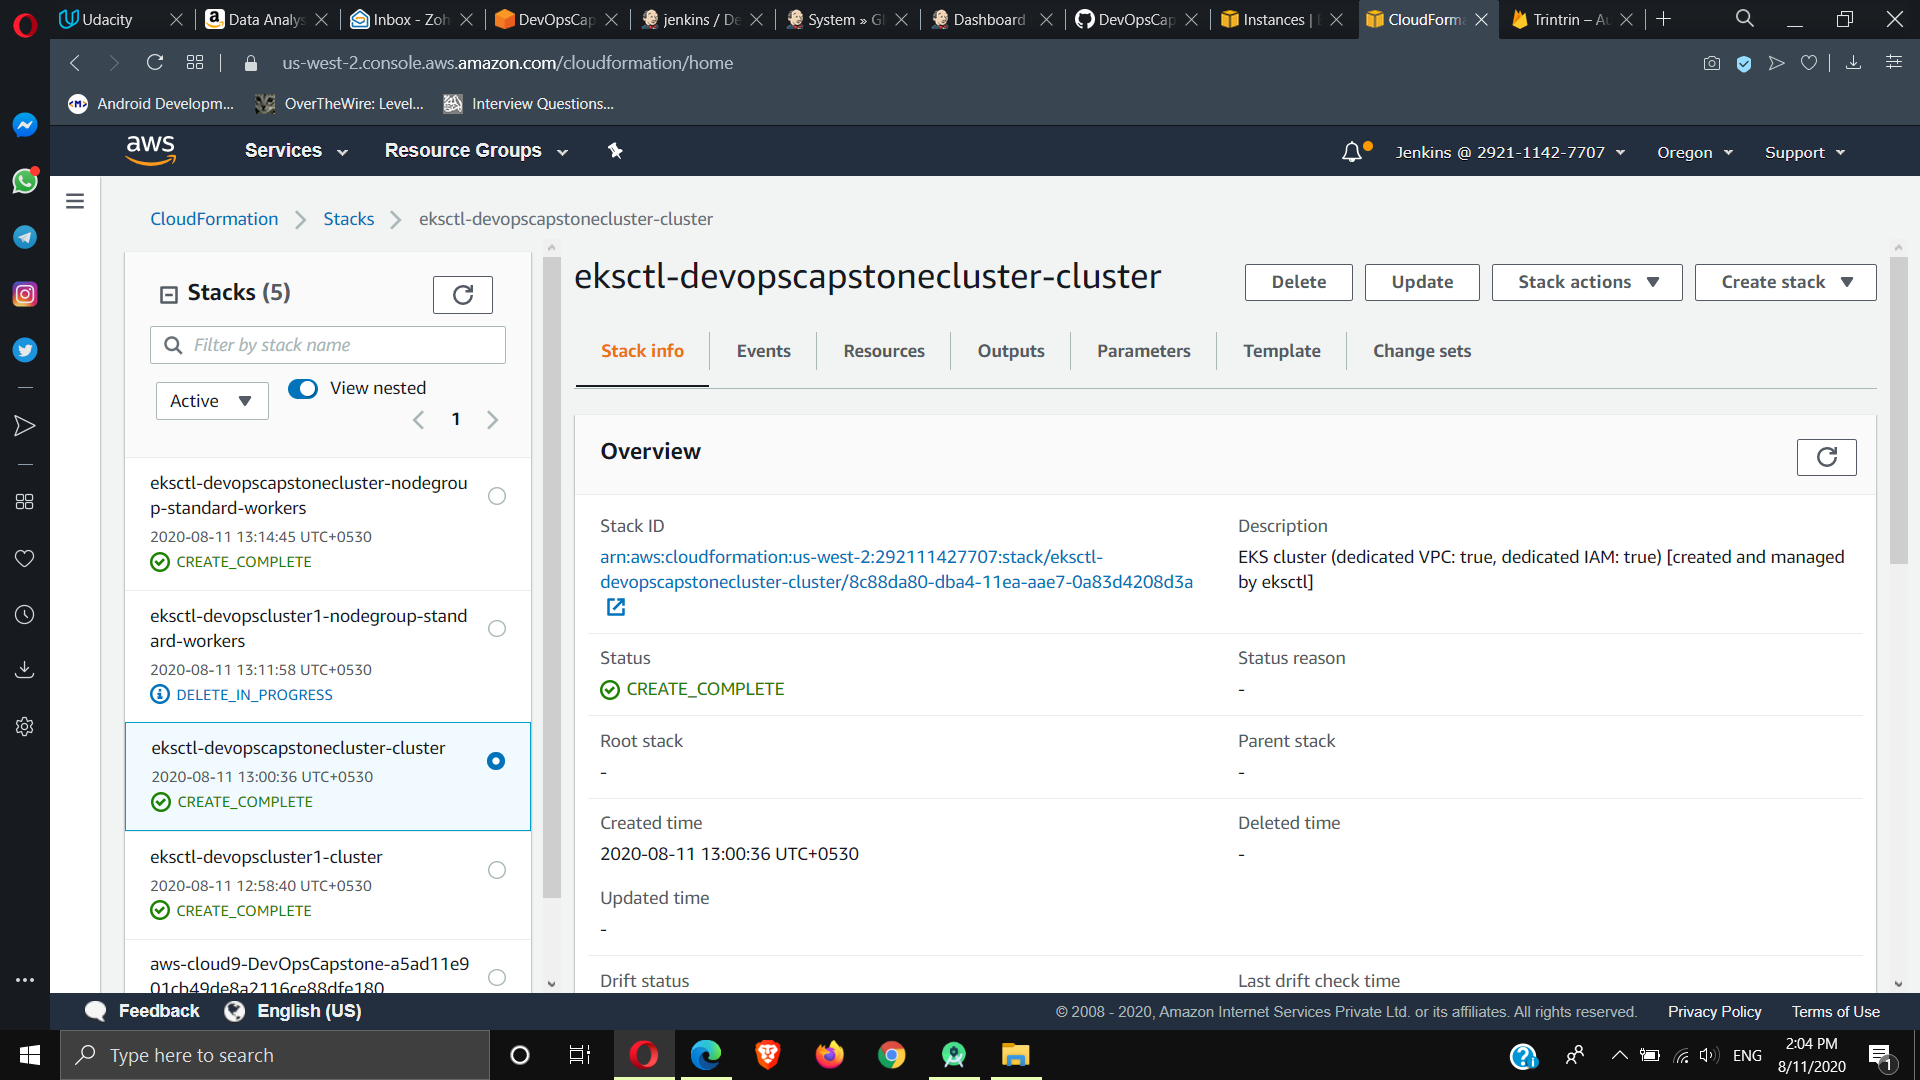 Udacity
Data Analys
Inbox - Zoh
DevOpsCap
jenkins / De
System » Gl
Dashboard
DevOpsCap
Instances | E
CloudForma
Trintrin – Au
us-west-2.console.aws.amazon.com/cloudformation/home
Android Developm...
OverTheWire: Level...
Interview Questions...
aws
Services
Resource Groups
Jenkins @ 2921-1142-7707
Oregon
Support
CloudFormation
Stacks
eksctl-devopscapstonecluster-cluster
Stacks (5)
Filter by stack name
Active
View nested
1
eksctl-devopscapstonecluster-nodegrou
p-standard-workers
2020-08-11 13:14:45 UTC+0530
CREATE_COMPLETE
eksctl-devopscluster1-nodegroup-stand
ard-workers
2020-08-11 13:11:58 UTC+0530
DELETE_IN_PROGRESS
eksctl-devopscapstonecluster-cluster
2020-08-11 13:00:36 UTC+0530
CREATE_COMPLETE
eksctl-devopscluster1-cluster
2020-08-11 12:58:40 UTC+0530
CREATE_COMPLETE
aws-cloud9-DevOpsCapstone-a5ad11e9
01cb49de8a2116ce88dfe180
eksctl-devopscapstonecluster-cluster
Delete
Update
Stack actions
Create stack
Stack info
Events
Resources
Outputs
Parameters
Template
Change sets
Overview
Stack ID
arn:aws:cloudformation:us-west-2:292111427707:stack/eksctl-
devopscapstonecluster-cluster/8c88da80-dba4-11ea-aae7-0a83d4208d3a
Description
EKS cluster (dedicated VPC: true, dedicated IAM: true) [created and managed
by eksctl]
Status
CREATE_COMPLETE
Status reason
-
Root stack
-
Parent stack
-
Created time
2020-08-11 13:00:36 UTC+0530
Deleted time
-
Updated time
-
Drift status
Last drift check time
Feedback
English (US)
© 2008 - 2020, Amazon Internet Services Private Ltd. or its affiliates. All rights reserved.
Privacy Policy
Terms of Use
Type here to search
ENG
2:04 PM
8/11/2020
1